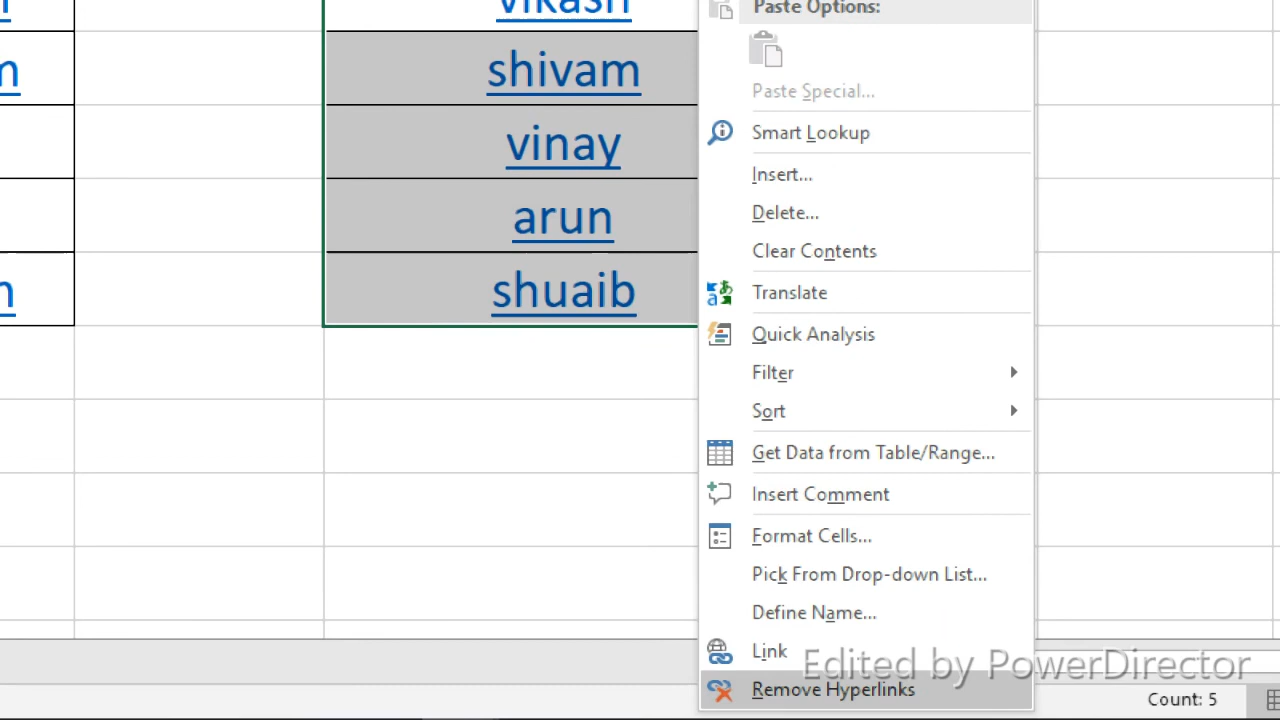 vikash
shivam
vinay
arun
shuaib
Paste Options:
Paste Special...
Smart Lookup
Insert...
Delete...
Clear Contents
Translate
Quick Analysis
Filter
Sort
Get Data from Table/Range...
Insert Comment
Format Cells...
Pick From Drop-down List...
Define Name...
Link
Remove Hyperlinks
Edited by PowerDirector
Count: 5